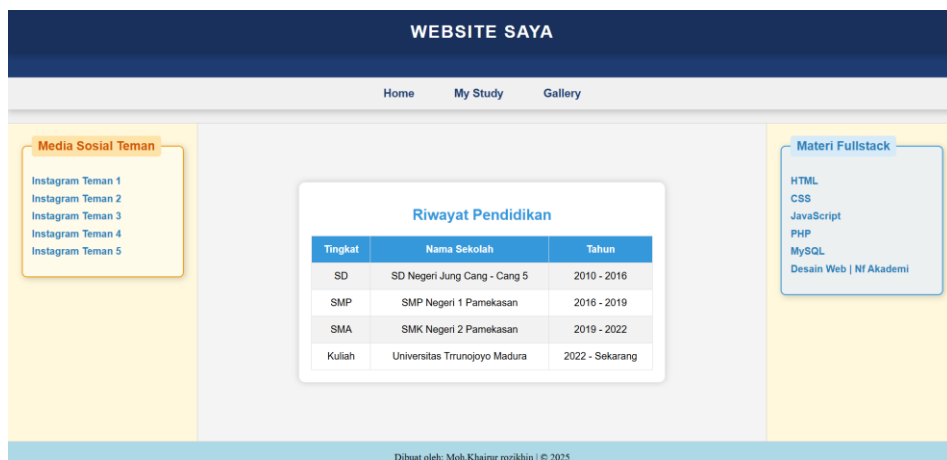 WEBSITE SAYA
Home My Study Gallery
Media Sosial Teman
Instagram Teman 1
Instagram Teman 2
Instagram Teman 3
Instagram Teman 4
Instagram Teman 5
Riwayat Pendidikan
Tingkat Nama Sekolah Tahun
SD SD Negeri Jung Cang - Cang 5 2010 - 2016
SMP SMP Negeri 1 Pamekasan 2016 - 2019
SMA SMK Negeri 2 Pamekasan 2019 - 2022
Kuliah Universitas Trrunojoyo Madura 2022 - Sekarang
Materi Fullstack
HTML
CSS
JavaScript
PHP
MySQL
Desain Web | Nf Akademi
Dibuat oleh: Moh.Khairur rozikhin | © 2025